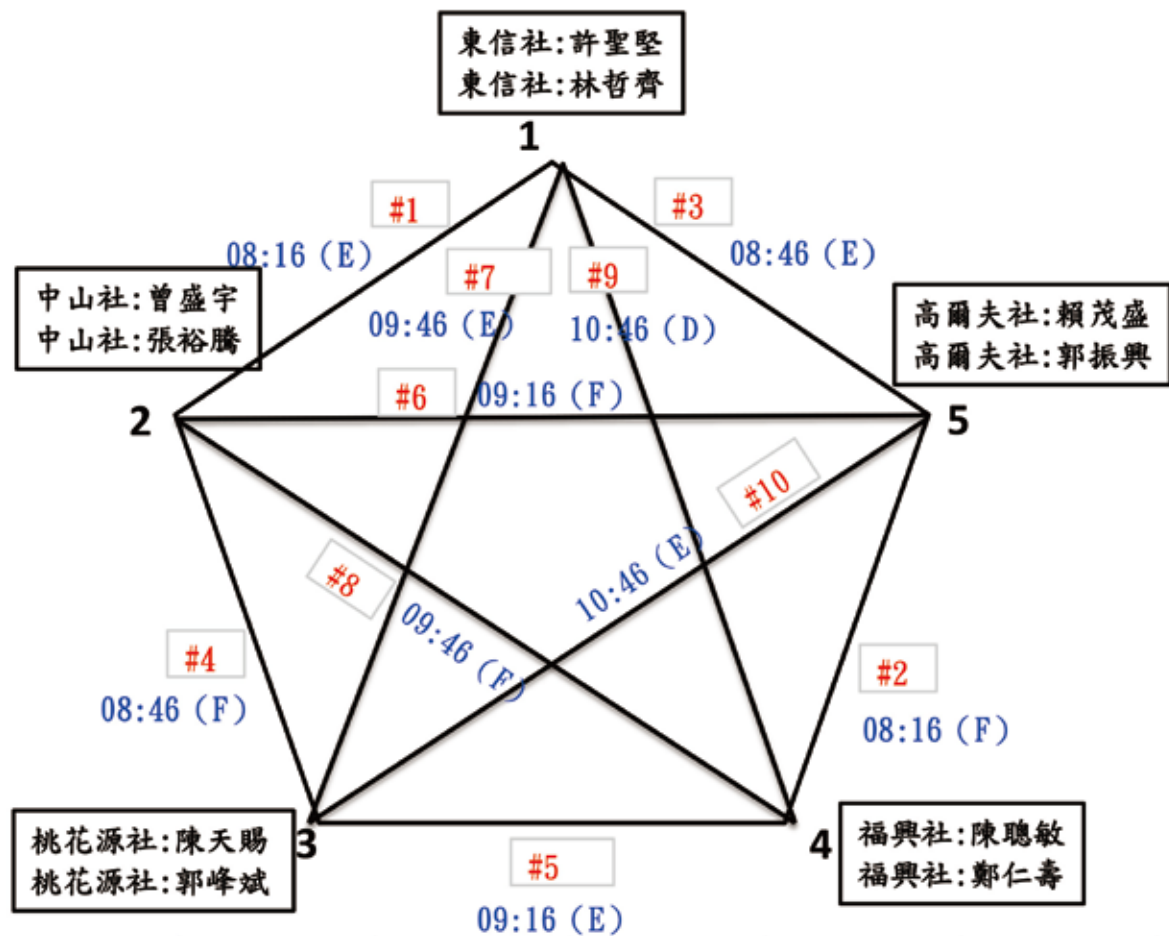 東信社:許聖堅
東信社:林哲齊
1
#1
#3
08:16 (E)
#7
#9
08:46 (E)
中山社:曾盛宇
中山社:張裕騰
09:46 (E)
10:46 (D)
高爾夫社:賴茂盛
高爾夫社:郭振興
#6
09:16 (F)
2
5
#10
#8
10:46 (E)
09:46 (F)
#4
#2
08:46 (F)
08:16 (F)
桃花源社:陳天賜
桃花源社:郭峰斌
3
4
福興社:陳聰敏
福興社:鄭仁壽
#5
09:16 (E)